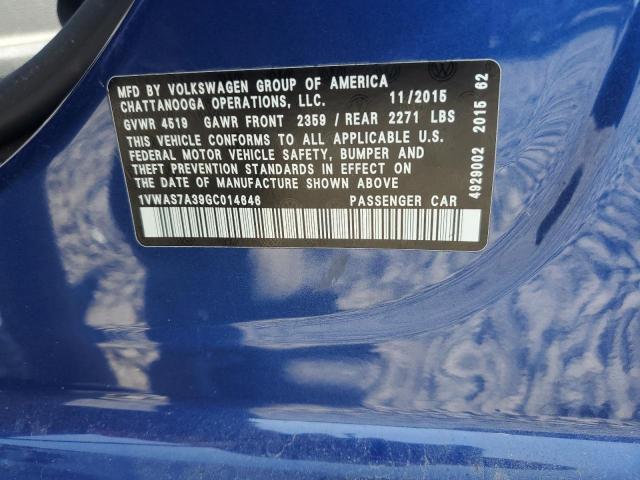 MFD BY VOLKSWAGEN GROUP OF AMERICA
CHATTANOOGA OPERATIONS, LLC. 11/2015
GVWR 4519 GAWR FRONT 2359 / REAR 2271 LBS
THIS VEHICLE CONFORMS TO ALL APPLICABLE U.S.
FEDERAL MOTOR VEHICLE SAFETY, BUMPER AND
THEFT PREVENTION STANDARDS IN EFFECT ON
THE DATE OF MANUFACTURE SHOWN ABOVE
1VWAS7A39GC014646 PASSENGER CAR
4929002 2015 62